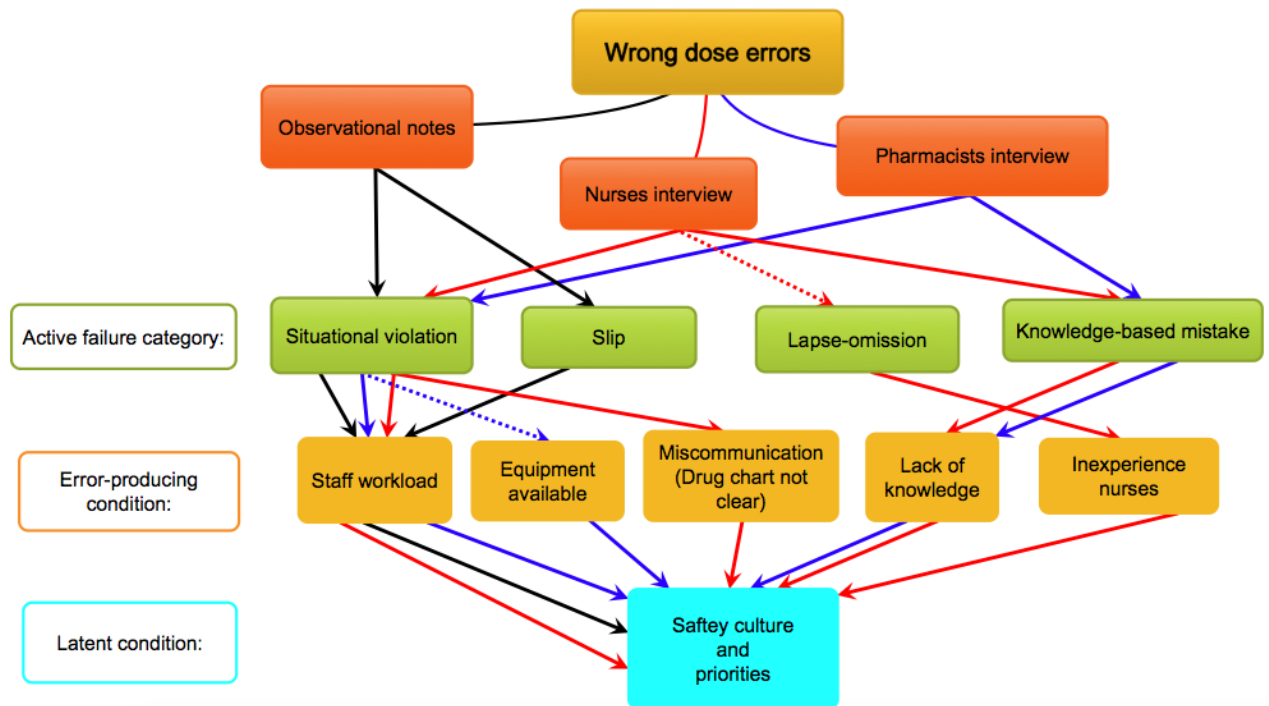 Wrong dose errors
Observational notes
Pharmacists interview
Nurses interview
Active failure category:
Situational violation
Slip
Lapse-omission
Knowledge-based mistake
Error-producing
condition:
Staff workload
Equipment
available
Miscommunication
(Drug chart not
clear)
Lack of
knowledge
Inexperience
nurses
Latent condition:
Saftey culture
and
priorities